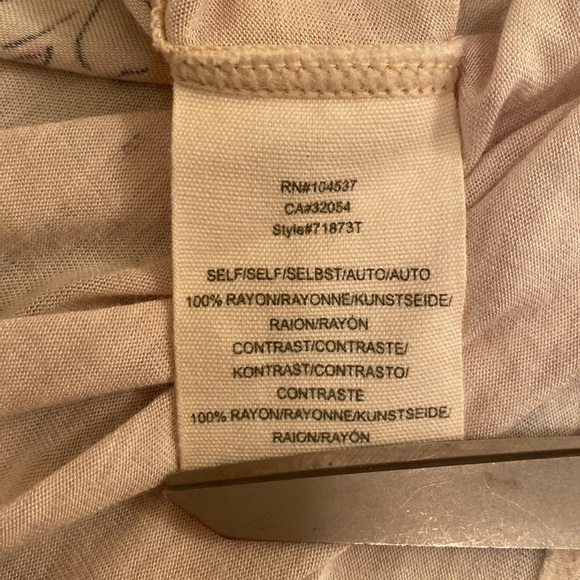 RN#104537
CA#32054
Style#71873T
SELF/SELF/SELBST/AUTO/AUTO
100% RAYON/RAYONNE/KUNSTSEIDE/
RAION/RAYÓN
CONTRAST/CONTRASTE/
KONTRAST/CONTRASTO/
CONTRASTE
100% RAYON/RAYONNE/KUNSTSEIDE/
RAION/RAYÓN